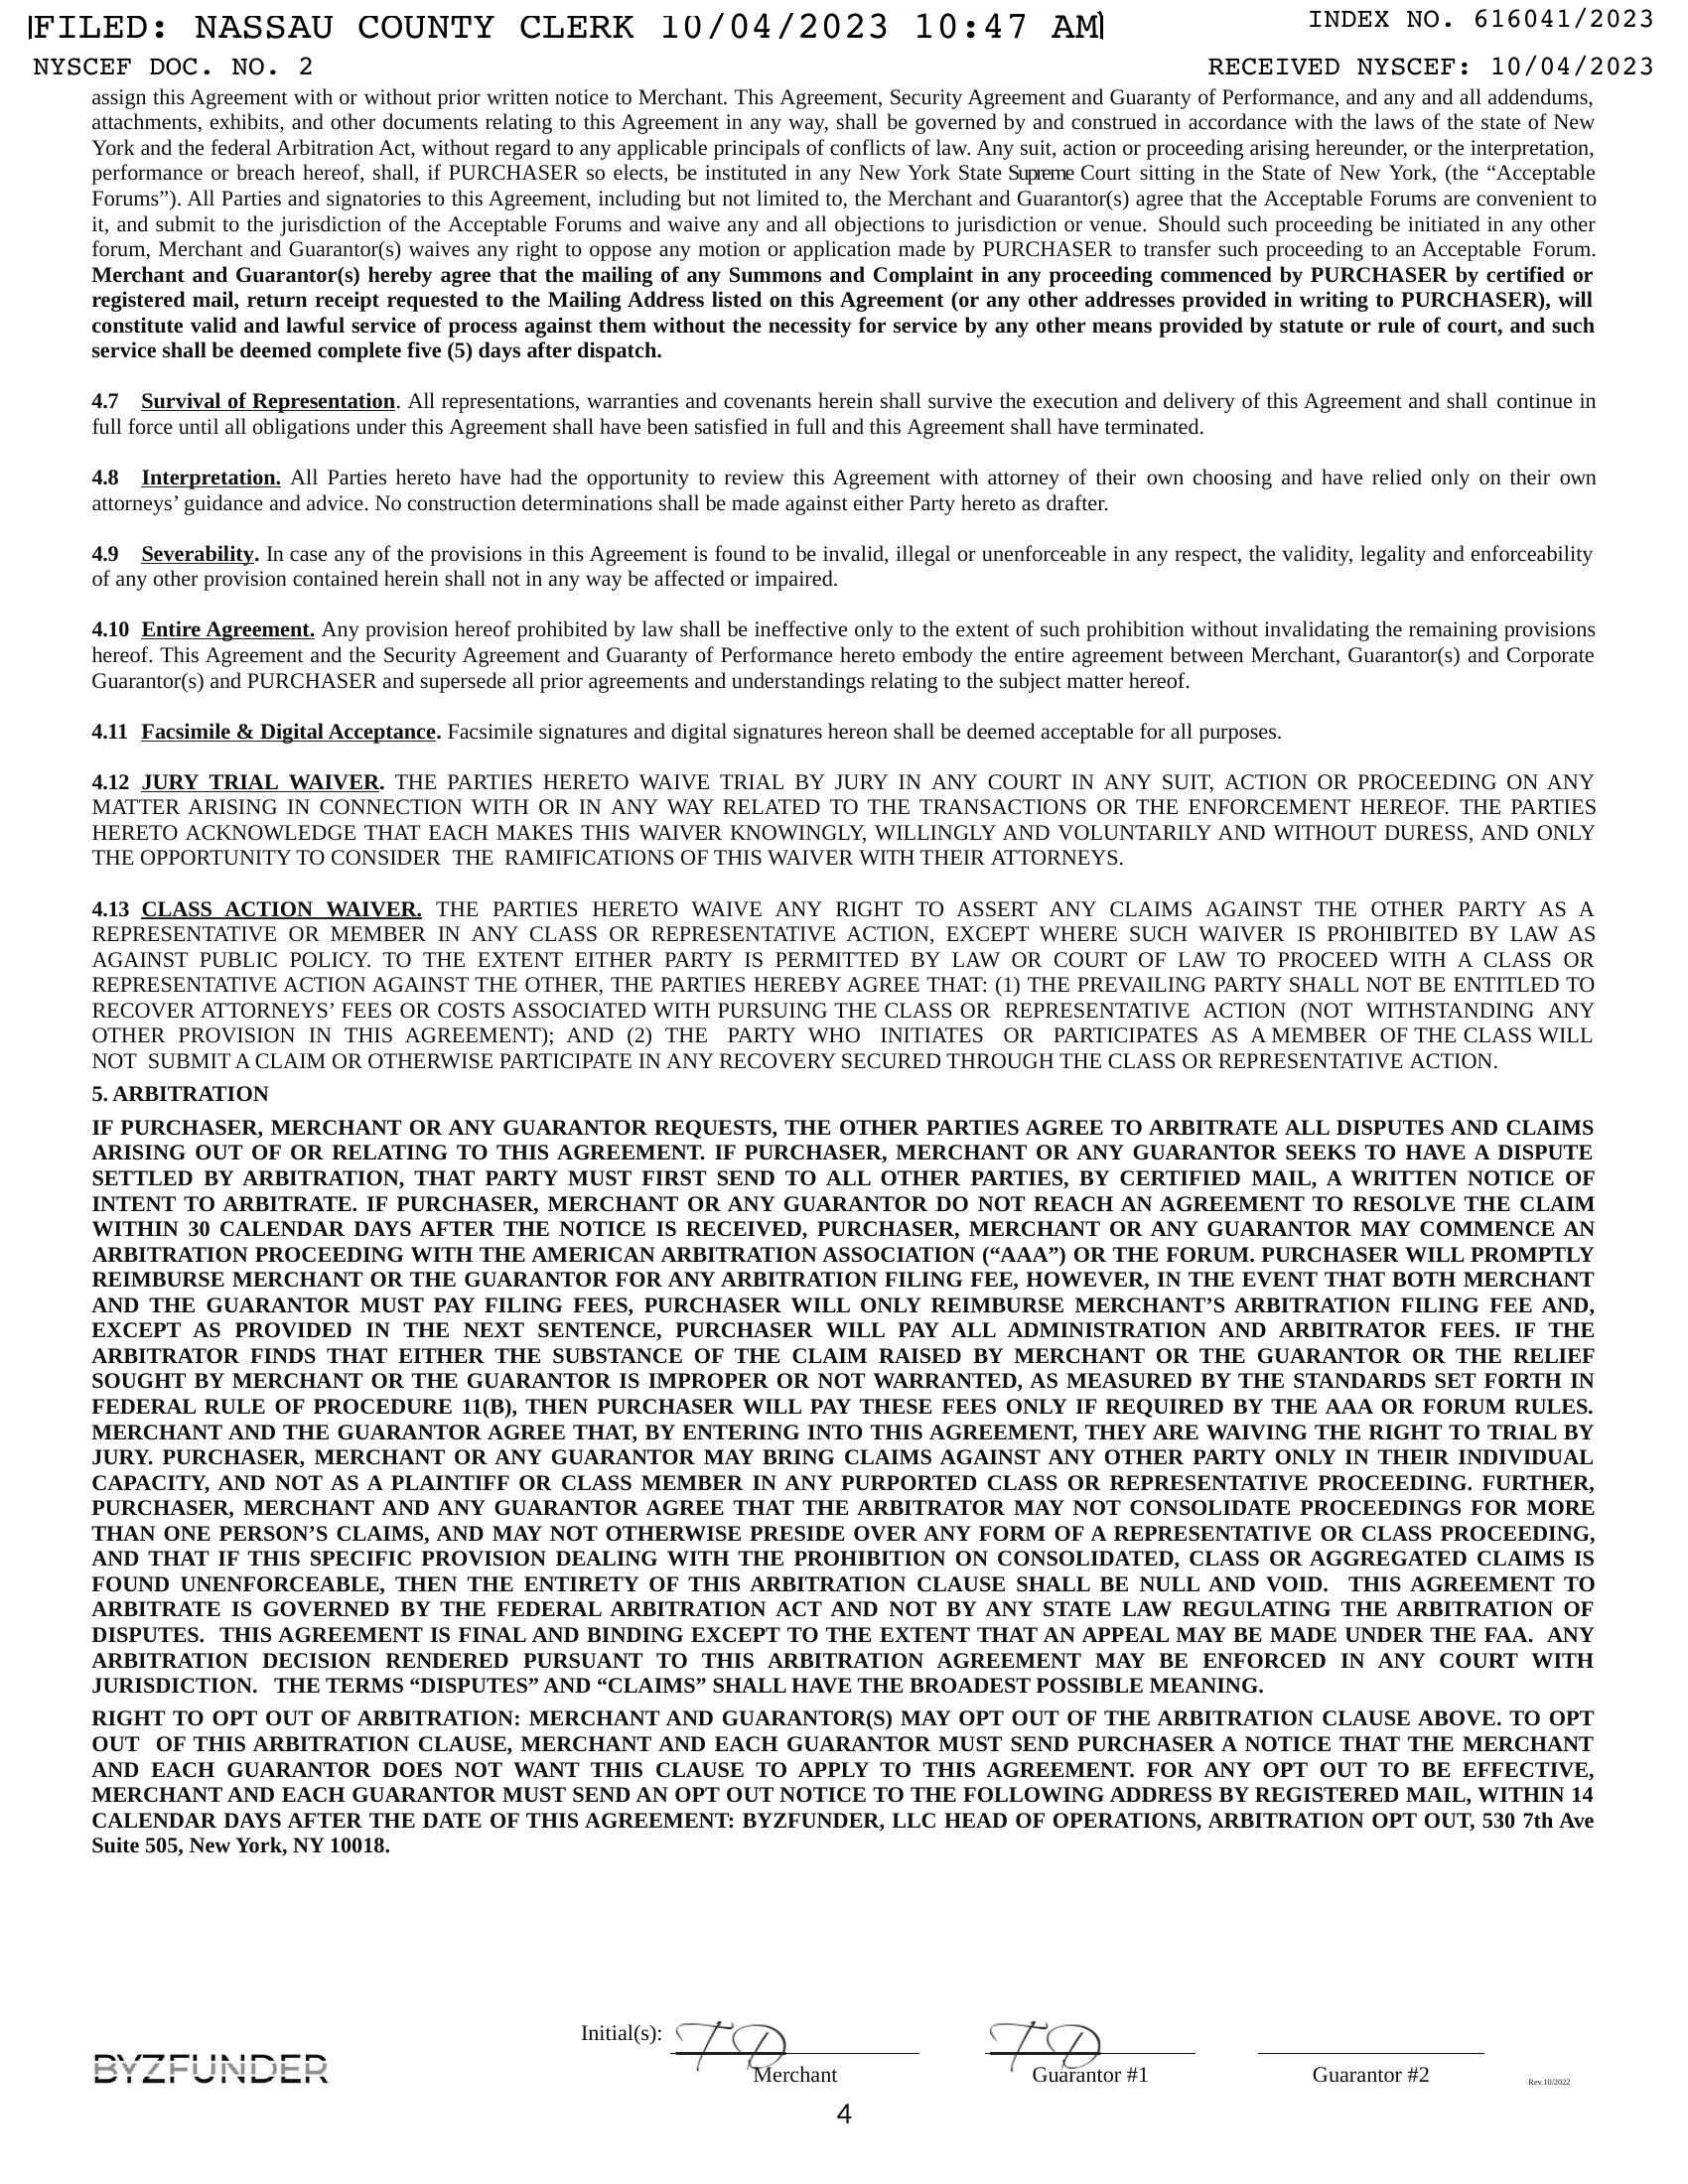 FILED: NASSAU COUNTY CLERK 10/04/2023 10:47 AM
INDEX NO. 616041/2023
NYSCEF DOC. NO. 2
RECEIVED NYSCEF: 10/04/2023
assign this Agreement with or without prior written notice to Merchant. This Agreement, Security Agreement and Guaranty of Performance, and any and all addendums,
attachments, exhibits, and other documents relating to this Agreement in any way, shall be governed by and construed in accordance with the laws of the state of New
York and the federal Arbitration Act, without regard to any applicable principals of conflicts of law. Any suit, action or proceeding arising hereunder, or the interpretation,
performance or breach hereof, shall, if PURCHASER so elects, be instituted in any New York State Supreme Court sitting in the State of New York, (the “Acceptable
Forums”). All Parties and signatories to this Agreement, including but not limited to, the Merchant and Guarantor(s) agree that the Acceptable Forums are convenient to
it, and submit to the jurisdiction of the Acceptable Forums and waive any and all objections to jurisdiction or venue. Should such proceeding be initiated in any other
forum, Merchant and Guarantor(s) waives any right to oppose any motion or application made by PURCHASER to transfer such proceeding to an Acceptable Forum.
Merchant and Guarantor(s) hereby agree that the mailing of any Summons and Complaint in any proceeding commenced by PURCHASER by certified or
registered mail, return receipt requested to the Mailing Address listed on this Agreement (or any other addresses provided in writing to PURCHASER), will
constitute valid and lawful service of process against them without the necessity for service by any other means provided by statute or rule of court, and such
service shall be deemed complete five (5) days after dispatch.
4.7 Survival of Representation. All representations, warranties and covenants herein shall survive the execution and delivery of this Agreement and shall continue in
full force until all obligations under this Agreement shall have been satisfied in full and this Agreement shall have terminated.
4.8 Interpretation. All Parties hereto have had the opportunity to review this Agreement with attorney of their own choosing and have relied only on their own
attorneys’ guidance and advice. No construction determinations shall be made against either Party hereto as drafter.
4.9 Severability. In case any of the provisions in this Agreement is found to be invalid, illegal or unenforceable in any respect, the validity, legality and enforceability
of any other provision contained herein shall not in any way be affected or impaired.
4.10 Entire Agreement. Any provision hereof prohibited by law shall be ineffective only to the extent of such prohibition without invalidating the remaining provisions
hereof. This Agreement and the Security Agreement and Guaranty of Performance hereto embody the entire agreement between Merchant, Guarantor(s) and Corporate
Guarantor(s) and PURCHASER and supersede all prior agreements and understandings relating to the subject matter hereof.
4.11 Facsimile & Digital Acceptance. Facsimile signatures and digital signatures hereon shall be deemed acceptable for all purposes.
4.12 JURY TRIAL WAIVER. THE PARTIES HERETO WAIVE TRIAL BY JURY IN ANY COURT IN ANY SUIT, ACTION OR PROCEEDING ON ANY
MATTER ARISING IN CONNECTION WITH OR IN ANY WAY RELATED TO THE TRANSACTIONS OR THE ENFORCEMENT HEREOF. THE PARTIES
HERETO ACKNOWLEDGE THAT EACH MAKES THIS WAIVER KNOWINGLY, WILLINGLY AND VOLUNTARILY AND WITHOUT DURESS, AND ONLY
THE OPPORTUNITY TO CONSIDER THE RAMIFICATIONS OF THIS WAIVER WITH THEIR ATTORNEYS.
4.13 CLASS ACTION WAIVER. THE PARTIES HERETO WAIVE ANY RIGHT TO ASSERT ANY CLAIMS AGAINST THE OTHER PARTY AS A
REPRESENTATIVE OR MEMBER IN ANY CLASS OR REPRESENTATIVE ACTION, EXCEPT WHERE SUCH WAIVER IS PROHIBITED BY LAW AS
AGAINST PUBLIC POLICY. TO THE EXTENT EITHER PARTY IS PERMITTED BY LAW OR COURT OF LAW TO PROCEED WITH A CLASS OR
REPRESENTATIVE ACTION AGAINST THE OTHER, THE PARTIES HEREBY AGREE THAT: (1) THE PREVAILING PARTY SHALL NOT BE ENTITLED TO
RECOVER ATTORNEYS’ FEES OR COSTS ASSOCIATED WITH PURSUING THE CLASS OR REPRESENTATIVE ACTION (NOT WITHSTANDING ANY
OTHER PROVISION IN THIS AGREEMENT); AND (2) THE PARTY WHO INITIATES OR PARTICIPATES AS A MEMBER OF THE CLASS WILL
NOT SUBMIT A CLAIM OR OTHERWISE PARTICIPATE IN ANY RECOVERY SECURED THROUGH THE CLASS OR REPRESENTATIVE ACTION.
5. ARBITRATION
IF PURCHASER, MERCHANT OR ANY GUARANTOR REQUESTS, THE OTHER PARTIES AGREE TO ARBITRATE ALL DISPUTES AND CLAIMS
ARISING OUT OF OR RELATING TO THIS AGREEMENT. IF PURCHASER, MERCHANT OR ANY GUARANTOR SEEKS TO HAVE A DISPUTE
SETTLED BY ARBITRATION, THAT PARTY MUST FIRST SEND TO ALL OTHER PARTIES, BY CERTIFIED MAIL, A WRITTEN NOTICE OF
INTENT TO ARBITRATE. IF PURCHASER, MERCHANT OR ANY GUARANTOR DO NOT REACH AN AGREEMENT TO RESOLVE THE CLAIM
WITHIN 30 CALENDAR DAYS AFTER THE NOTICE IS RECEIVED, PURCHASER, MERCHANT OR ANY GUARANTOR MAY COMMENCE AN
ARBITRATION PROCEEDING WITH THE AMERICAN ARBITRATION ASSOCIATION (“AAA”) OR THE FORUM. PURCHASER WILL PROMPTLY
REIMBURSE MERCHANT OR THE GUARANTOR FOR ANY ARBITRATION FILING FEE, HOWEVER, IN THE EVENT THAT BOTH MERCHANT
AND THE GUARANTOR MUST PAY FILING FEES, PURCHASER WILL ONLY REIMBURSE MERCHANT’S ARBITRATION FILING FEE AND,
EXCEPT AS PROVIDED IN THE NEXT SENTENCE, PURCHASER WILL PAY ALL ADMINISTRATION AND ARBITRATOR FEES. IF THE
ARBITRATOR FINDS THAT EITHER THE SUBSTANCE OF THE CLAIM RAISED BY MERCHANT OR THE GUARANTOR OR THE RELIEF
SOUGHT BY MERCHANT OR THE GUARANTOR IS IMPROPER OR NOT WARRANTED, AS MEASURED BY THE STANDARDS SET FORTH IN
FEDERAL RULE OF PROCEDURE 11(B), THEN PURCHASER WILL PAY THESE FEES ONLY IF REQUIRED BY THE AAA OR FORUM RULES.
MERCHANT AND THE GUARANTOR AGREE THAT, BY ENTERING INTO THIS AGREEMENT, THEY ARE WAIVING THE RIGHT TO TRIAL BY
JURY. PURCHASER, MERCHANT OR ANY GUARANTOR MAY BRING CLAIMS AGAINST ANY OTHER PARTY ONLY IN THEIR INDIVIDUAL
CAPACITY, AND NOT AS A PLAINTIFF OR CLASS MEMBER IN ANY PURPORTED CLASS OR REPRESENTATIVE PROCEEDING. FURTHER,
PURCHASER, MERCHANT AND ANY GUARANTOR AGREE THAT THE ARBITRATOR MAY NOT CONSOLIDATE PROCEEDINGS FOR MORE
THAN ONE PERSON’S CLAIMS, AND MAY NOT OTHERWISE PRESIDE OVER ANY FORM OF A REPRESENTATIVE OR CLASS PROCEEDING,
AND THAT IF THIS SPECIFIC PROVISION DEALING WITH THE PROHIBITION ON CONSOLIDATED, CLASS OR AGGREGATED CLAIMS IS
FOUND UNENFORCEABLE, THEN THE ENTIRETY OF THIS ARBITRATION CLAUSE SHALL BE NULL AND VOID. THIS AGREEMENT TO
ARBITRATE IS GOVERNED BY THE FEDERAL ARBITRATION ACT AND NOT BY ANY STATE LAW REGULATING THE ARBITRATION OF
DISPUTES. THIS AGREEMENT IS FINAL AND BINDING EXCEPT TO THE EXTENT THAT AN APPEAL MAY BE MADE UNDER THE FAA. ANY
ARBITRATION DECISION RENDERED PURSUANT TO THIS ARBITRATION AGREEMENT MAY BE ENFORCED IN ANY COURT WITH
JURISDICTION. THE TERMS “DISPUTES” AND “CLAIMS” SHALL HAVE THE BROADEST POSSIBLE MEANING.
RIGHT TO OPT OUT OF ARBITRATION: MERCHANT AND GUARANTOR(S) MAY OPT OUT OF THE ARBITRATION CLAUSE ABOVE. TO OPT
OUT OF THIS ARBITRATION CLAUSE, MERCHANT AND EACH GUARANTOR MUST SEND PURCHASER A NOTICE THAT THE MERCHANT
AND EACH GUARANTOR DOES NOT WANT THIS CLAUSE TO APPLY TO THIS AGREEMENT. FOR ANY OPT OUT TO BE EFFECTIVE,
MERCHANT AND EACH GUARANTOR MUST SEND AN OPT OUT NOTICE TO THE FOLLOWING ADDRESS BY REGISTERED MAIL, WITHIN 14
CALENDAR DAYS AFTER THE DATE OF THIS AGREEMENT: BYZFUNDER, LLC HEAD OF OPERATIONS, ARBITRATION OPT OUT, 530 7th Ave
Suite 505, New York, NY 10018.
Initial(s): TD TD
BYZFUNDER
Merchant Guarantor #1 Guarantor #2
Rev.10/2022
4